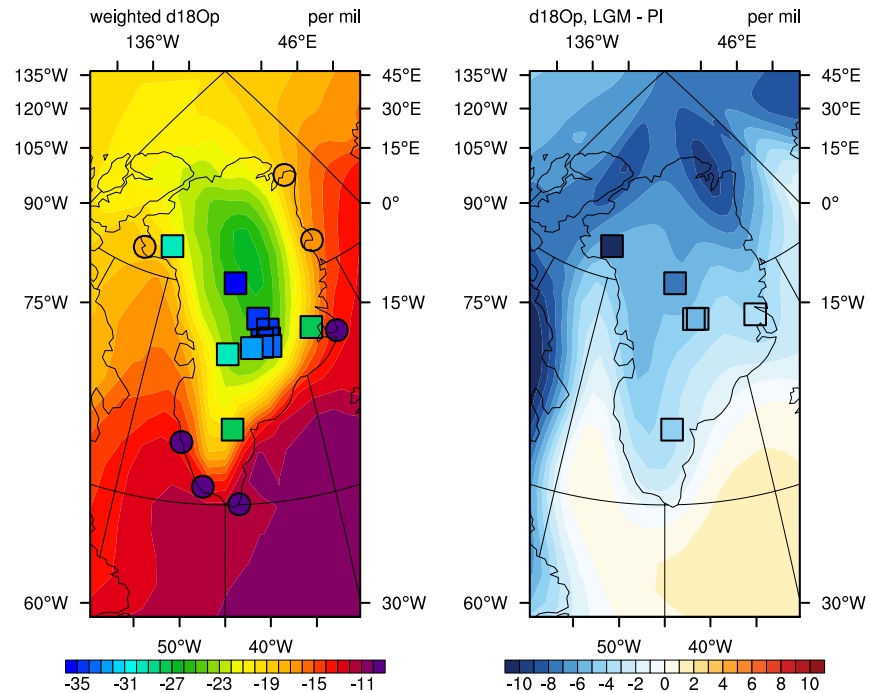 weighted d18Op per mil d18Op, LGM - PI per mil
136°W 46°E 136°W 46°E
135°W 45°E 135°W 45°E
120°W 30°E 120°W 30°E
105°W 15°E 105°W 15°E
90°W 0° 90°W 0°
75°W 15°W 75°W 15°W
60°W 30°W 60°W 30°W
50°W 40°W 50°W 40°W
-35 -31 -27 -23 -19 -15 -11 -10 -8 -6 -4 -2 0 2 4 6 8 10